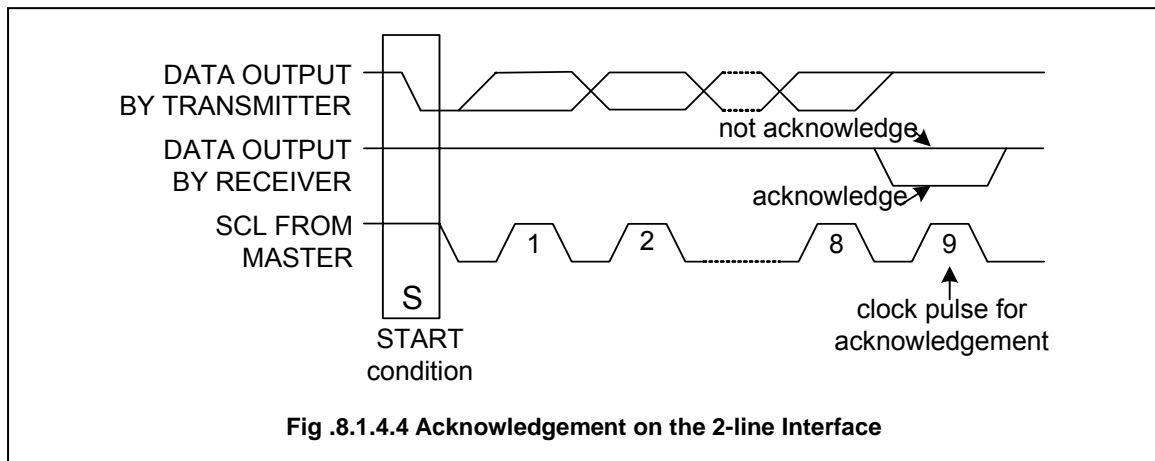 DATA OUTPUT
BY TRANSMITTER
not acknowledge
DATA OUTPUT
BY RECEIVER
acknowledge
SCL FROM
MASTER
1
2
8
9
S
START
condition
clock pulse for
acknowledgement
Fig .8.1.4.4 Acknowledgement on the 2-line Interface